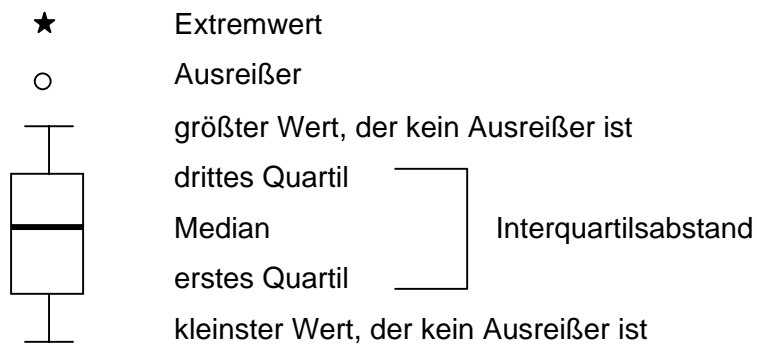 Extremwert
Ausreißer
größter Wert, der kein Ausreißer ist
drittes Quartil
Median Interquartilsabstand
erstes Quartil
kleinster Wert, der kein Ausreißer ist